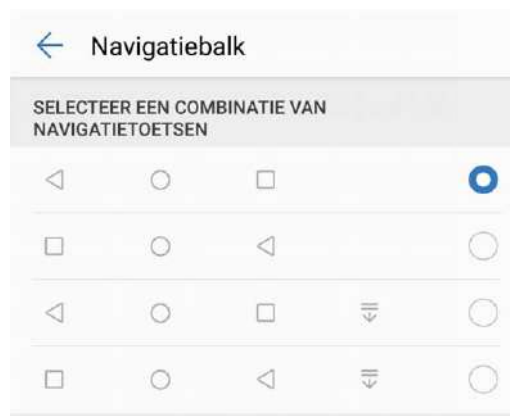 Navigatiebalk
SELECTEER EEN COMBINATIE VAN
NAVIGATIETOETSEN